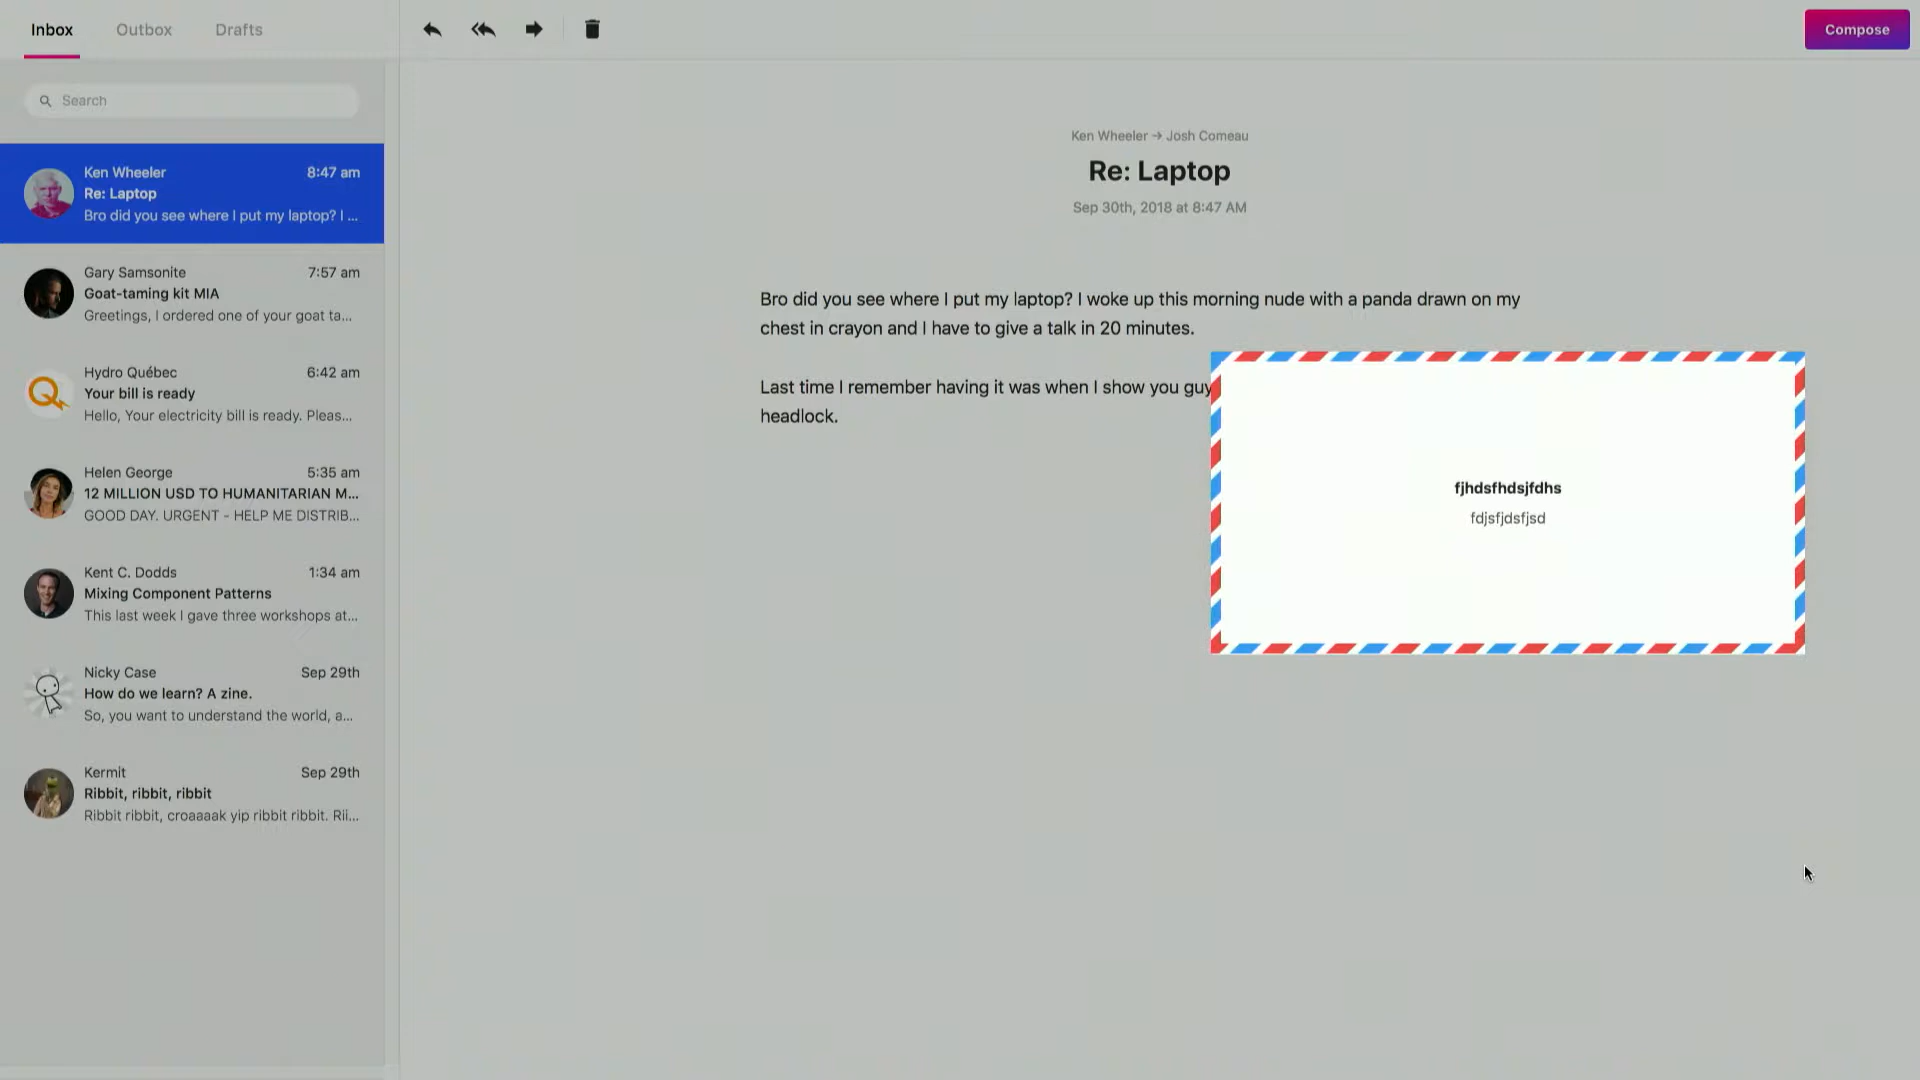 Inbox
Outbox
Drafts
Compose
Search
Ken Wheeler 8:47 am
Re: Laptop
Bro did you see where I put my laptop? I ...
Gary Samsonite 7:57 am
Goat-taming kit MIA
Greetings, I ordered one of your goat ta...
Hydro Québec 6:42 am
Your bill is ready
Hello, Your electricity bill is ready. Pleas...
Helen George 5:35 am
12 MILLION USD TO HUMANITARIAN M...
GOOD DAY. URGENT - HELP ME DISTRIB...
Kent C. Dodds 1:34 am
Mixing Component Patterns
This last week I gave three workshops at...
Nicky Case Sep 29th
How do we learn? A zine.
So, you want to understand the world, a...
Kermit Sep 29th
Ribbit, ribbit, ribbit
Ribbit ribbit, croaaaak yip ribbit ribbit. Rii...
Ken Wheeler → Josh Comeau
Re: Laptop
Sep 30th, 2018 at 8:47 AM
Bro did you see where I put my laptop? I woke up this morning nude with a panda drawn on my
chest in crayon and I have to give a talk in 20 minutes.
Last time I remember having it was when I show you guy
headlock.
fjhdsfhdsjfdhs
fdjsfjdsfjsd